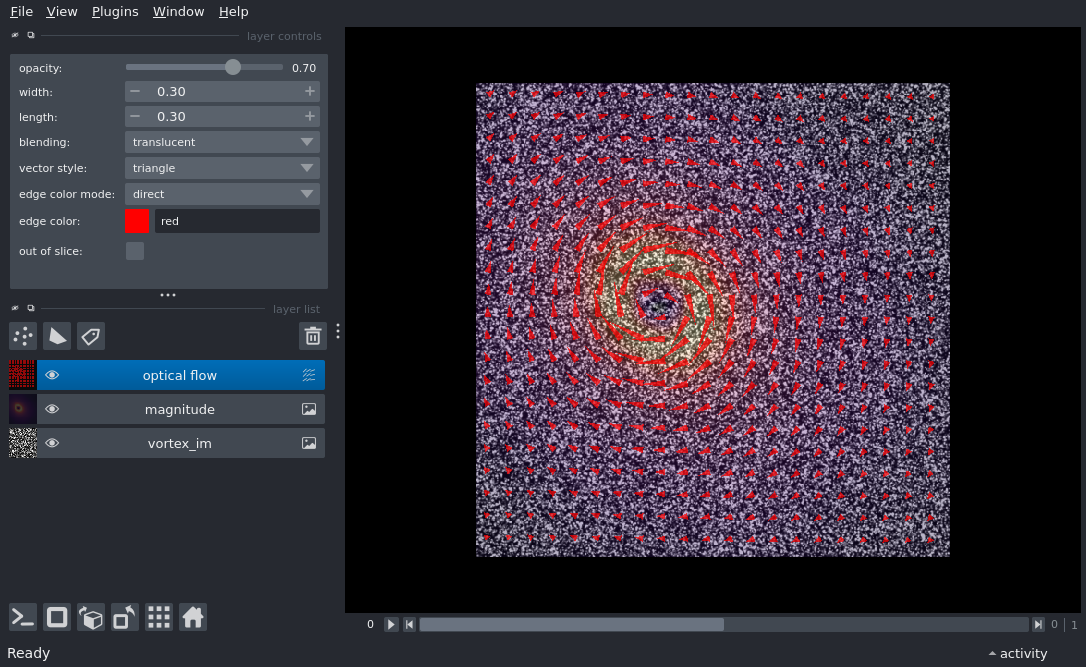 File View Plugins Window Help
layer controls
opacity: 0.70
width: − 0.30 +
length: − 0.30 +
blending: translucent
vector style: triangle
edge color mode: direct
edge color: red
out of slice:
layer list
optical flow
magnitude
vortex_im
0 0 | 1
Ready activity